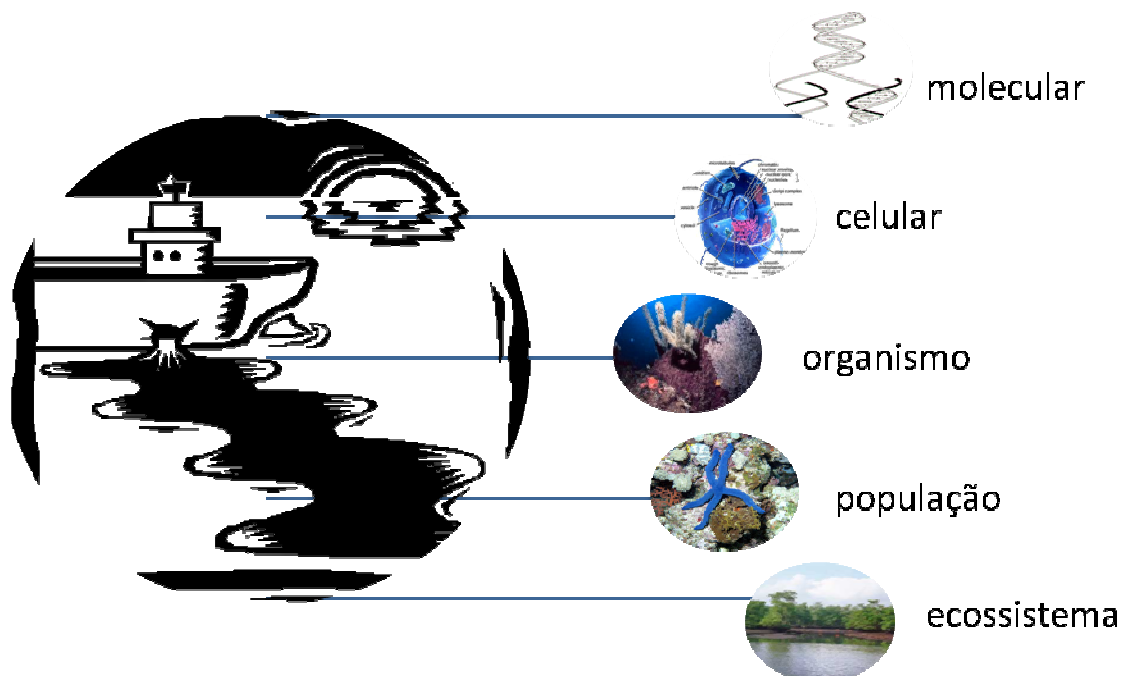 molecular
celular
organismo
população
ecossistema